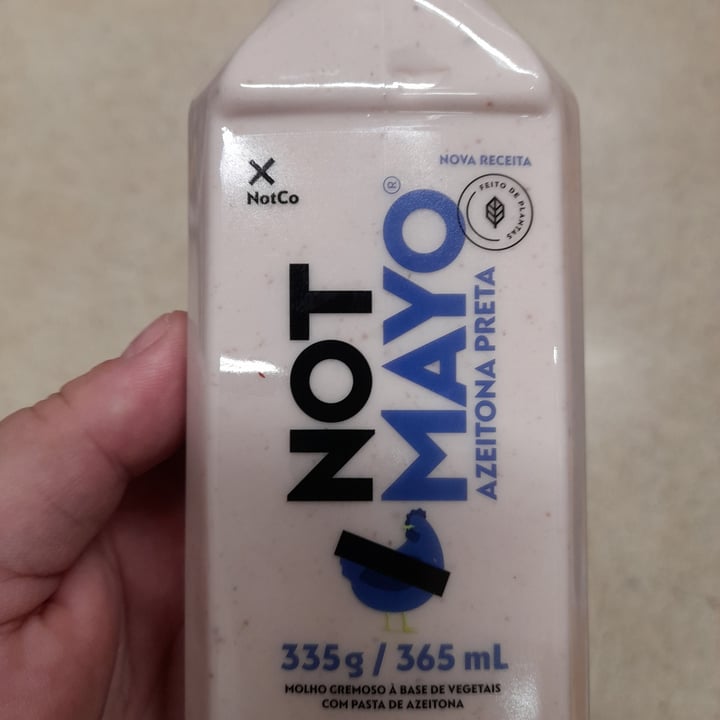 NotCo
NOVA RECEITA
FEITO DE PLANTAS
NOT
MAYO®
AZEITONA PRETA
335g / 365 mL
MOLHO CREMOSO À BASE DE VEGETAIS
COM PASTA DE AZEITONA